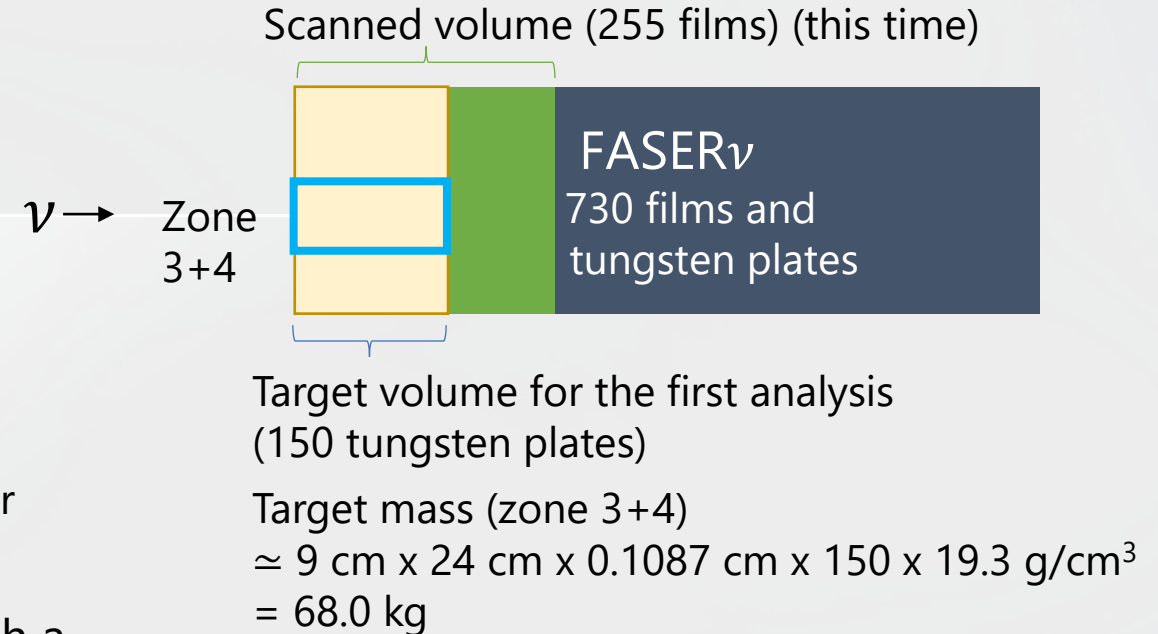 Scanned volume (255 films) (this time)
FASERν
730 films and
tungsten plates
ν → Zone
3+4
Target volume for the first analysis
(150 tungsten plates)
r
Target mass (zone 3+4)
≃ 9 cm x 24 cm x 0.1087 cm x 150 x 19.3 g/cm³
= 68.0 kg